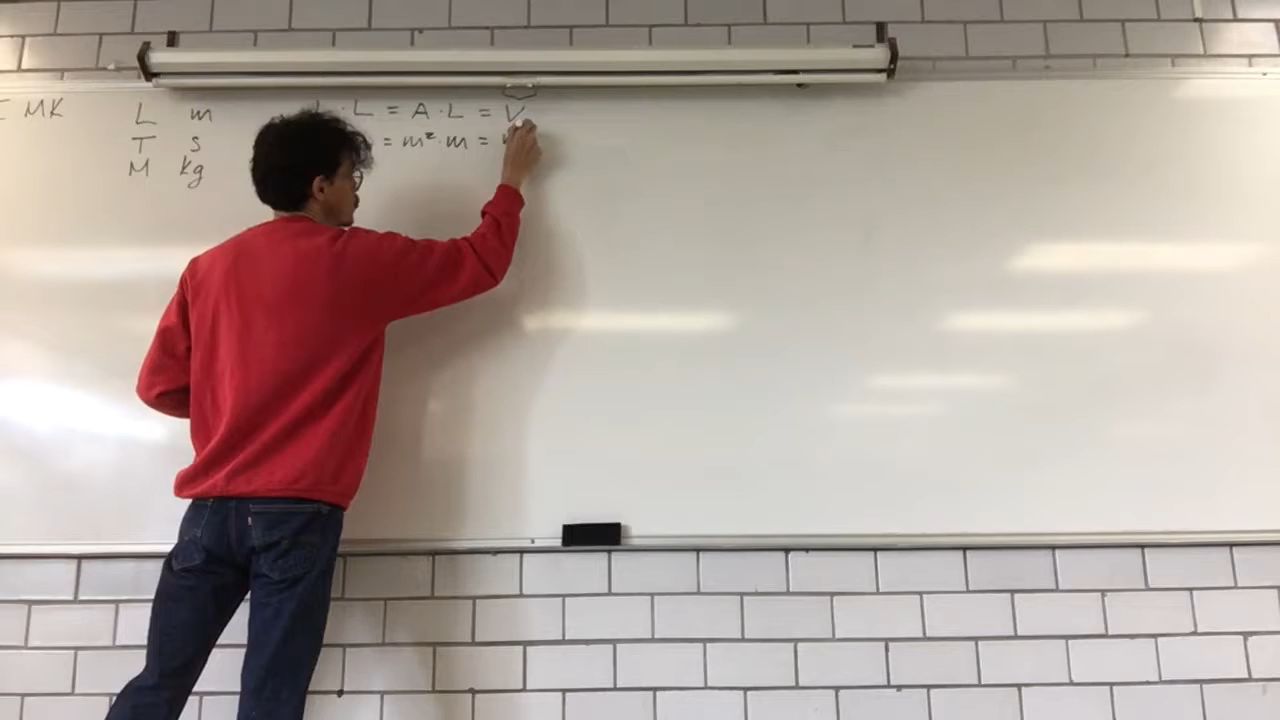 MK L m L · L = A · L = V
T s = m² · m =
M kg